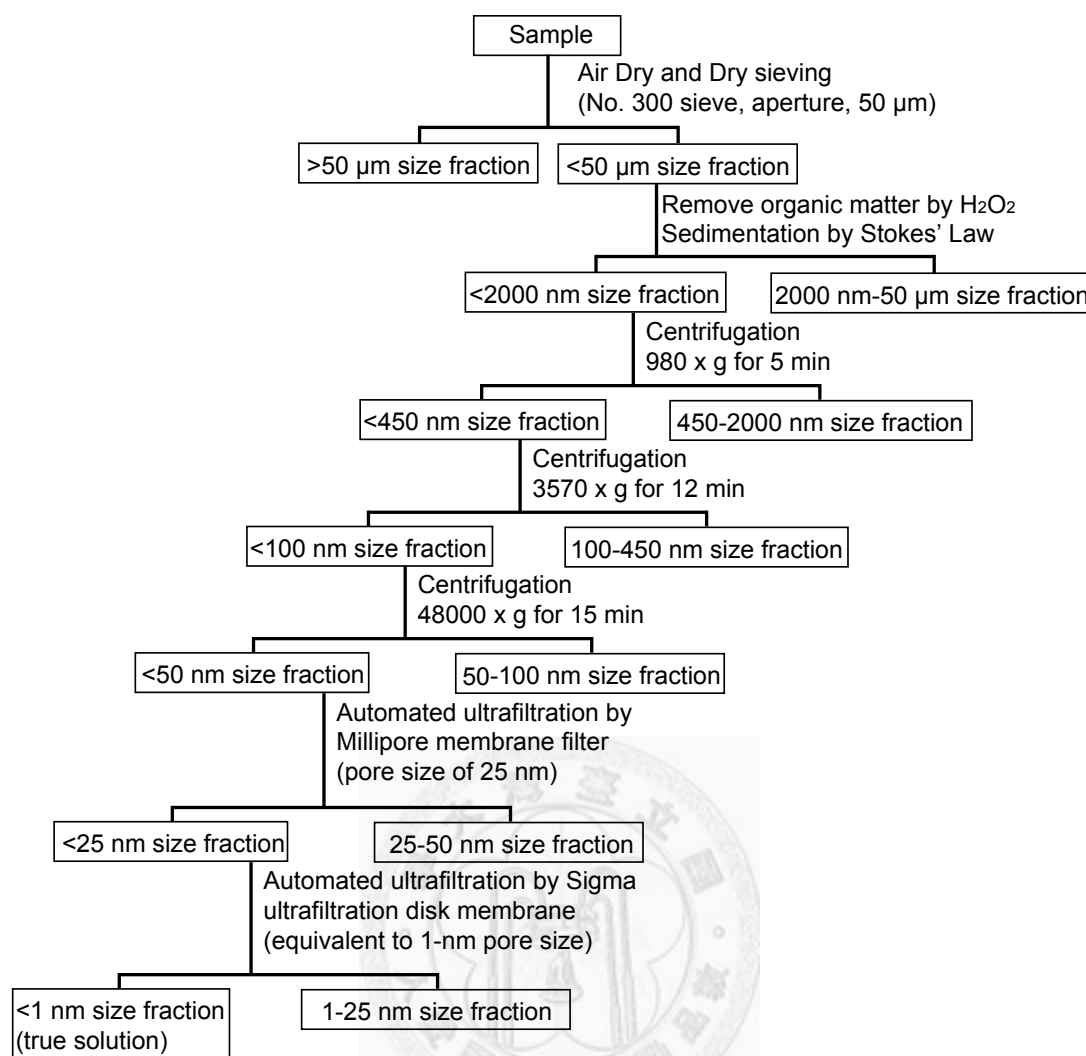 Sample
Air Dry and Dry sieving
(No. 300 sieve, aperture, 50 µm)
>50 µm size fraction
<50 µm size fraction
Remove organic matter by H₂O₂
Sedimentation by Stokes’ Law
<2000 nm size fraction
2000 nm-50 µm size fraction
Centrifugation
980 x g for 5 min
<450 nm size fraction
450-2000 nm size fraction
Centrifugation
3570 x g for 12 min
<100 nm size fraction
100-450 nm size fraction
Centrifugation
48000 x g for 15 min
<50 nm size fraction
50-100 nm size fraction
Automated ultrafiltration by
Millipore membrane filter
(pore size of 25 nm)
<25 nm size fraction
25-50 nm size fraction
Automated ultrafiltration by Sigma
ultrafiltration disk membrane
(equivalent to 1-nm pore size)
<1 nm size fraction
(true solution)
1-25 nm size fraction